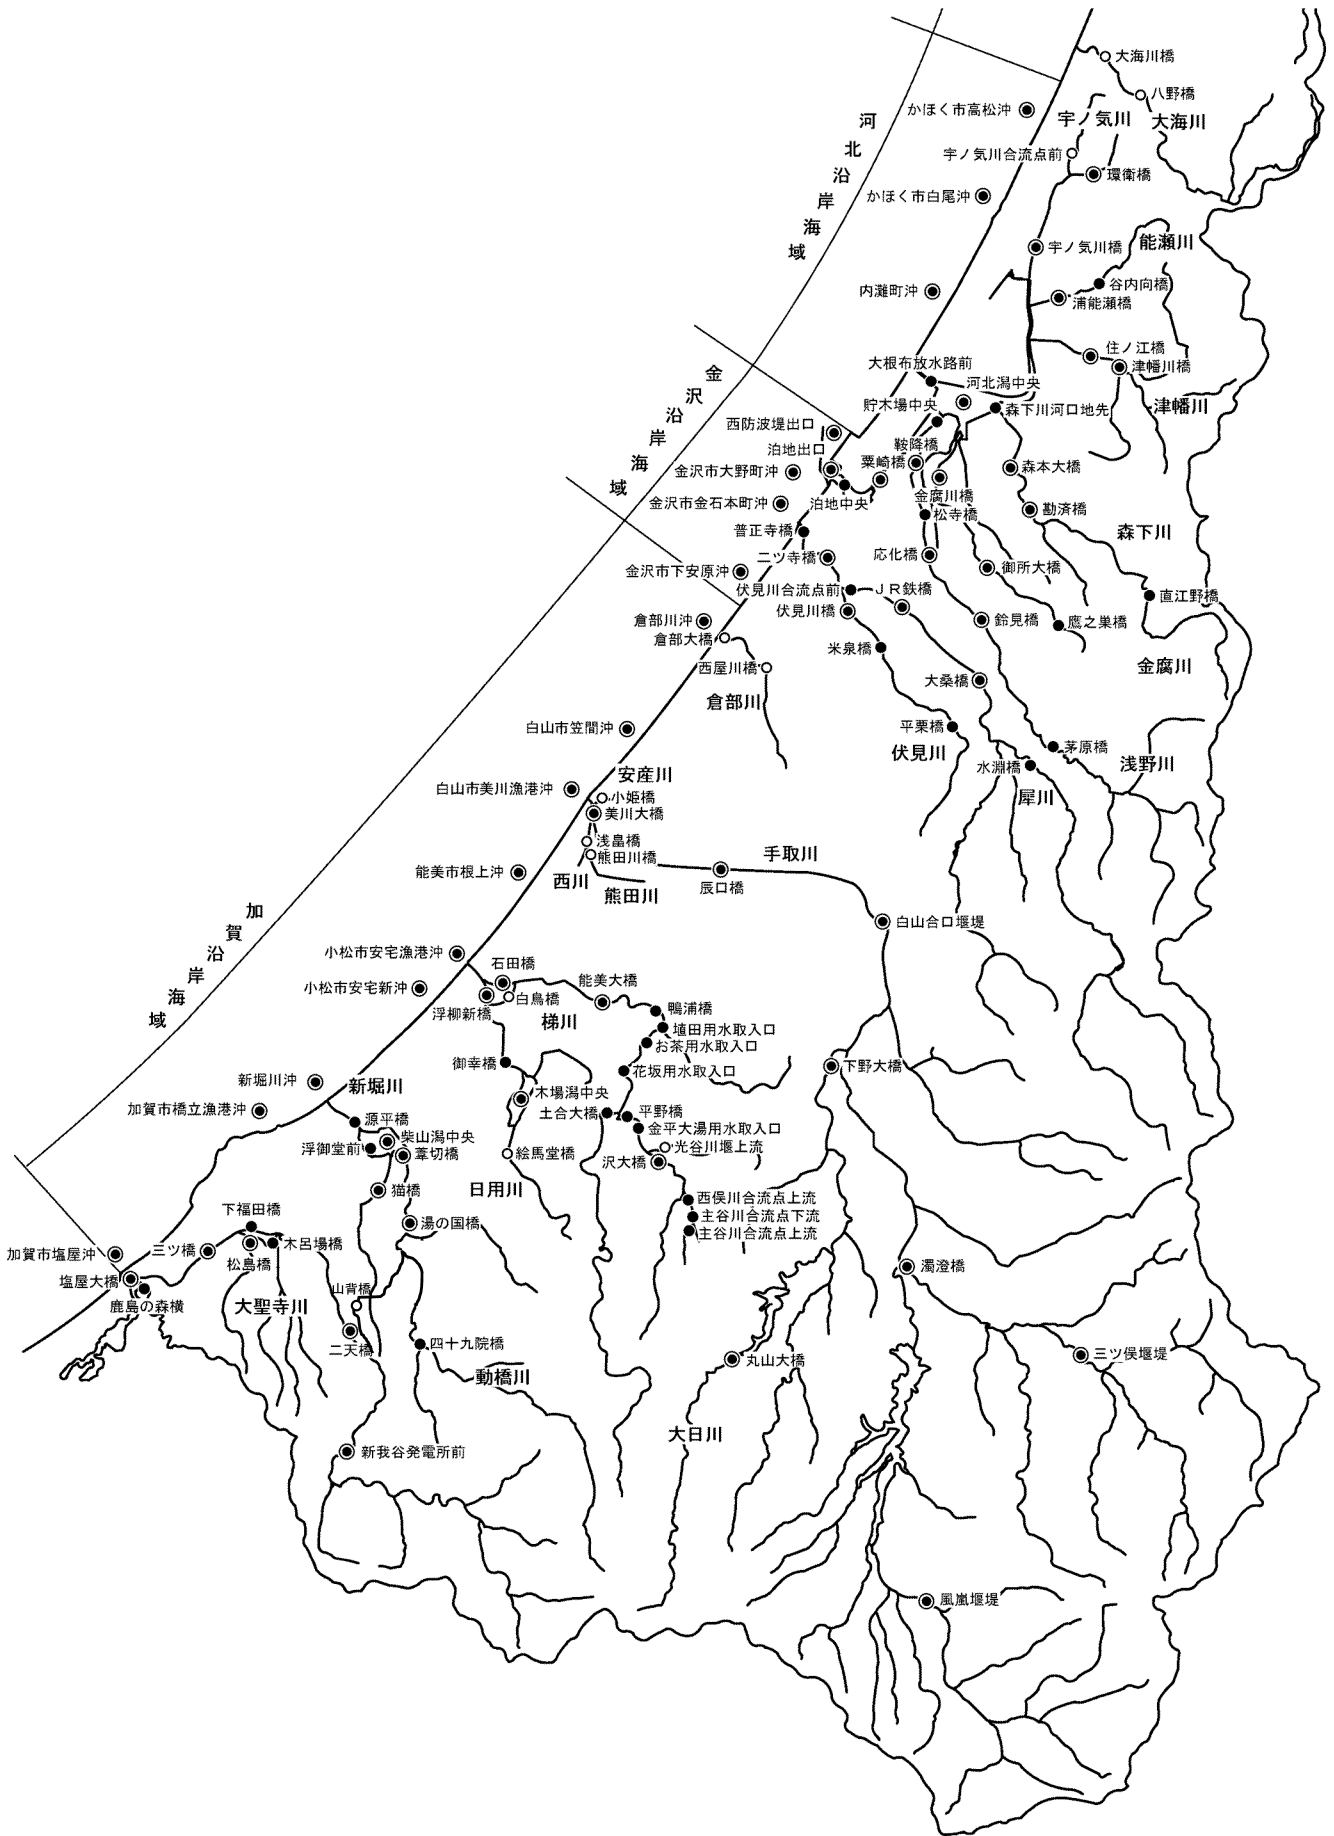 大海川橋
八野橋
かほく市高松沖
宇ノ気川
大海川
河北沿岸海域
宇ノ気川合流点前
環衛橋
かほく市白尾沖
宇ノ気川橋
能瀬川
谷内向橋
浦能瀬橋
内灘町沖
住ノ江橋
津幡川橋
大根布放水路前
河北潟中央
金沢沿岸海域
貯木場中央
森下川河口地先
津幡川
西防波堤出口
鞍降橋
泊地出口
粟崎橋
森本大橋
金沢市大野町沖
金腐川橋
泊地中央
金沢市金石本町沖
松寺橋
勘済橋
普正寺橋
森下川
二ツ寺橋
応化橋
御所大橋
金沢市下安原沖
伏見川合流点前
JR鉄橋
直江野橋
伏見川橋
倉部川沖
鈴見橋
鷹之巣橋
倉部大橋
米泉橋
西屋川橋
金腐川
大桑橋
倉部川
白山市笠間沖
平栗橋
伏見川
茅原橋
水淵橋
浅野川
安産川
白山市美川漁港沖
小姫橋
犀川
美川大橋
浅畠橋
熊田川橋
手取川
能美市根上沖
西川
熊田川
辰口橋
加賀沿岸海域
白山合口堰堤
小松市安宅漁港沖
石田橋
能美大橋
小松市安宅新沖
白鳥橋
浮柳新橋
梯川
鴨浦橋
埴田用水取入口
お茶用水取入口
御幸橋
花坂用水取入口
下野大橋
新堀川沖
新堀川
木場潟中央
加賀市橋立漁港沖
土合大橋
平野橋
源平橋
金平大湯用水取入口
柴山潟中央
浮御堂前
葦切橋
絵馬堂橋
光谷川堰上流
沢大橋
猫橋
日用川
西俣川合流点上流
下福田橋
湯の国橋
主谷川合流点下流
主谷川合流点上流
加賀市塩屋沖
三ツ橋
木呂場橋
松島橋
塩屋大橋
濁澄橋
鹿島の森横
大聖寺川
山背橋
二天橋
四十九院橋
三ツ俣堰堤
丸山大橋
動橋川
大日川
新我谷発電所前
風嵐堰堤